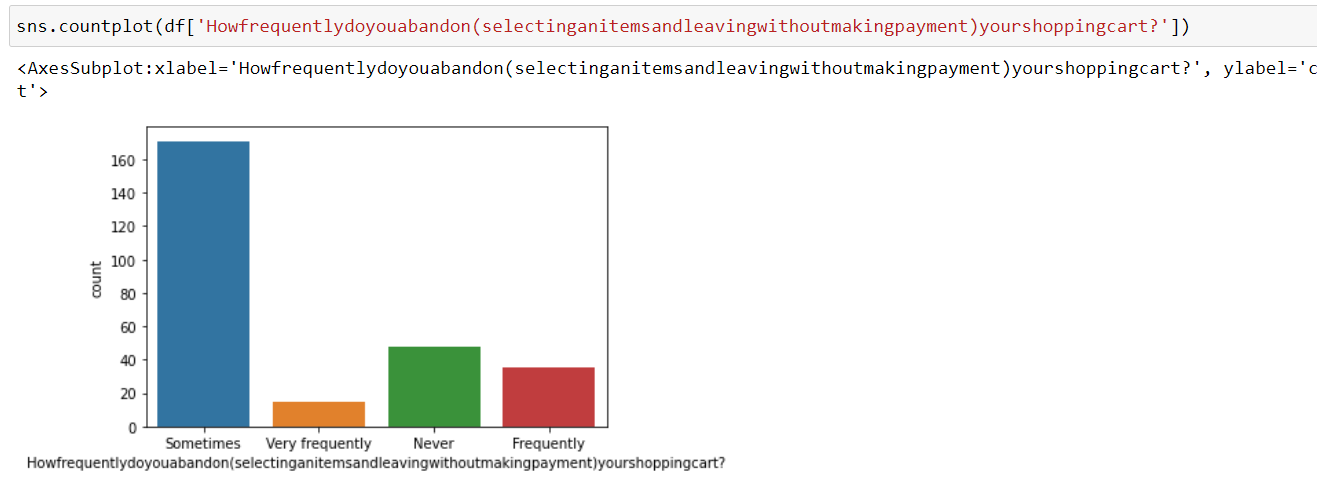 sns.countplot(df['Howfrequentlydoyouabandon(selectinganitemsandleavingwithoutmakingpayment)yourshoppingcart?'])
<AxesSubplot:xlabel='Howfrequentlydoyouabandon(selectinganitemsandleavingwithoutmakingpayment)yourshoppingcart?', ylabel='c
t'>
160
140
120
100
80
60
40
20
0
count
Sometimes Very frequently Never Frequently
Howfrequentlydoyouabandon(selectinganitemsandleavingwithoutmakingpayment)yourshoppingcart?